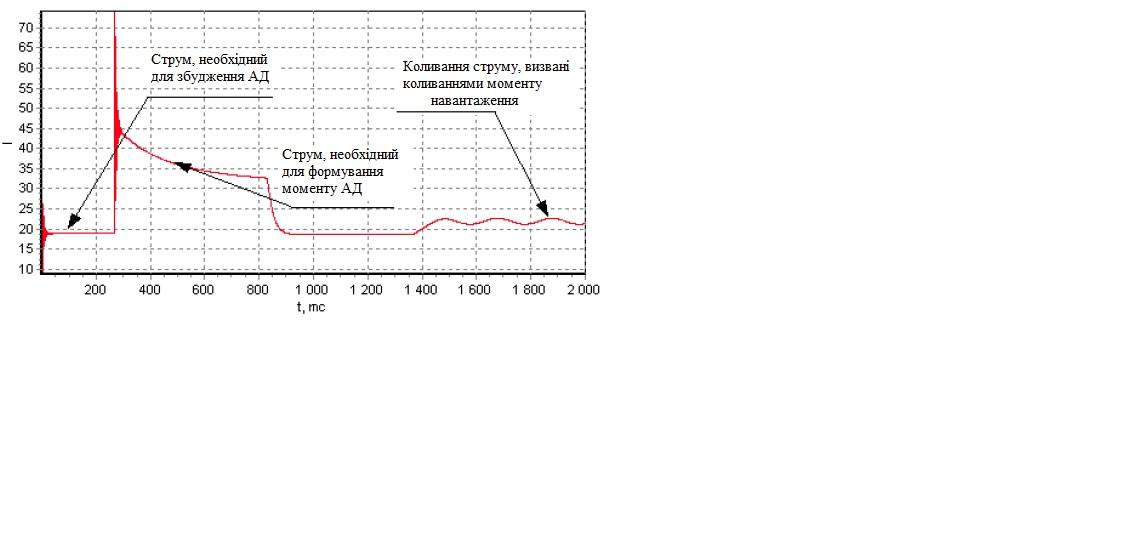 70
65
60
55
50
45
40
35
30
25
20
15
10
I
Струм, необхідний
для збудження АД
Струм, необхідний
для формування
моменту АД
Коливання струму, визвані
коливаннями моменту
навантаження
200 400 600 800 1 000 1 200 1 400 1 600 1 800 2 000
t, mc